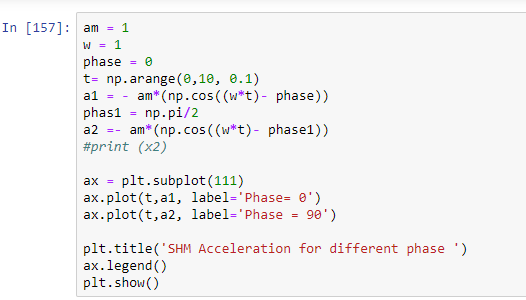 In [157]: am = 1
w = 1
phase = 0
t= np.arange(0,10, 0.1)
a1 = - am*(np.cos((w*t)- phase))
phas1 = np.pi/2
a2 =- am*(np.cos((w*t)- phase1))
#print (x2)
ax = plt.subplot(111)
ax.plot(t,a1, label='Phase= 0')
ax.plot(t,a2, label='Phase = 90')
plt.title('SHM Acceleration for different phase ')
ax.legend()
plt.show()